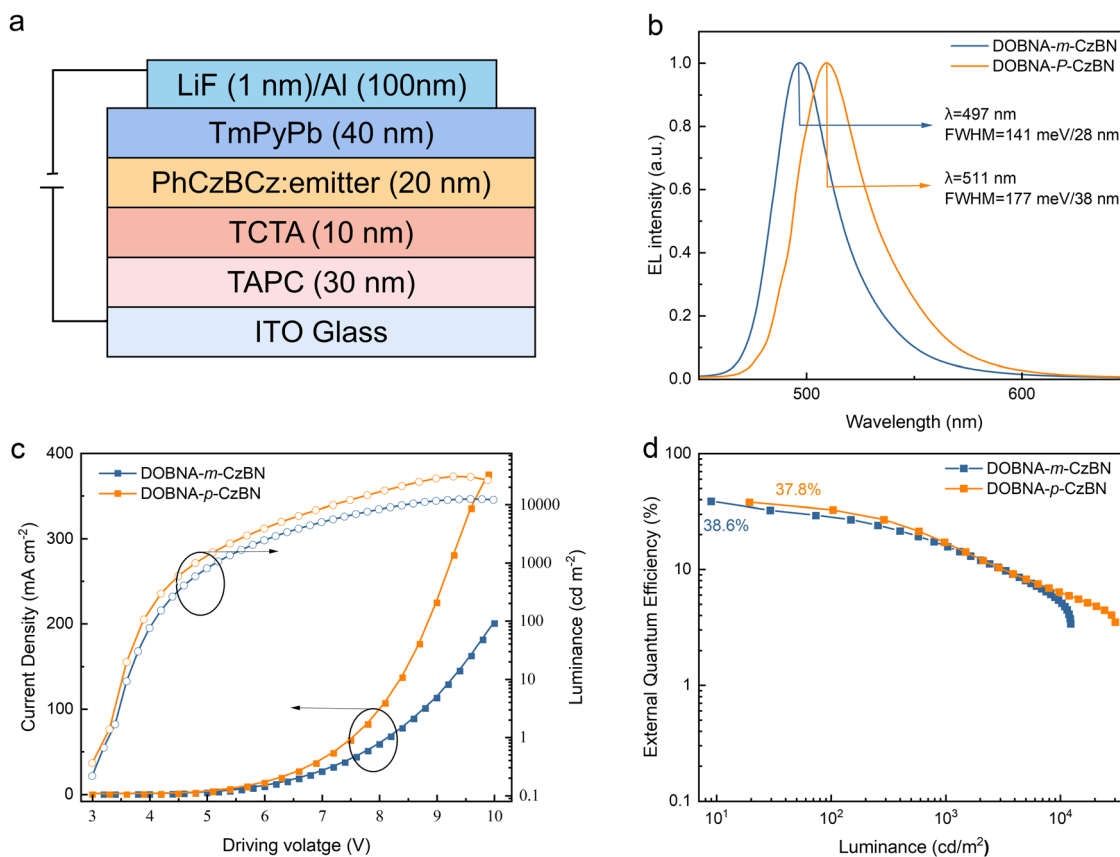 a
LiF (1 nm)/Al (100nm)
TmPyPb (40 nm)
PhCzBCz:emitter (20 nm)
TCTA (10 nm)
TAPC (30 nm)
ITO Glass
b
DOBNA-m-CzBN
DOBNA-P-CzBN
λ=497 nm
FWHM=141 meV/28 nm
λ=511 nm
FWHM=177 meV/38 nm
EL intensity (a.u.)
1.0
0.8
0.6
0.4
0.2
0.0
500
600
Wavelength (nm)
c
DOBNA-m-CzBN
DOBNA-p-CzBN
Current Density (mA cm-2)
400
350
300
250
200
150
100
50
0
Luminance (cd m-2)
10000
1000
100
10
1
0.1
3 4 5 6 7 8 9 10
Driving volatge (V)
d
DOBNA-m-CzBN
DOBNA-p-CzBN
37.8%
38.6%
External Quantum Efficiency (%)
100
10
1
0.1
10¹ 10² 10³ 10⁴
Luminance (cd/m²)